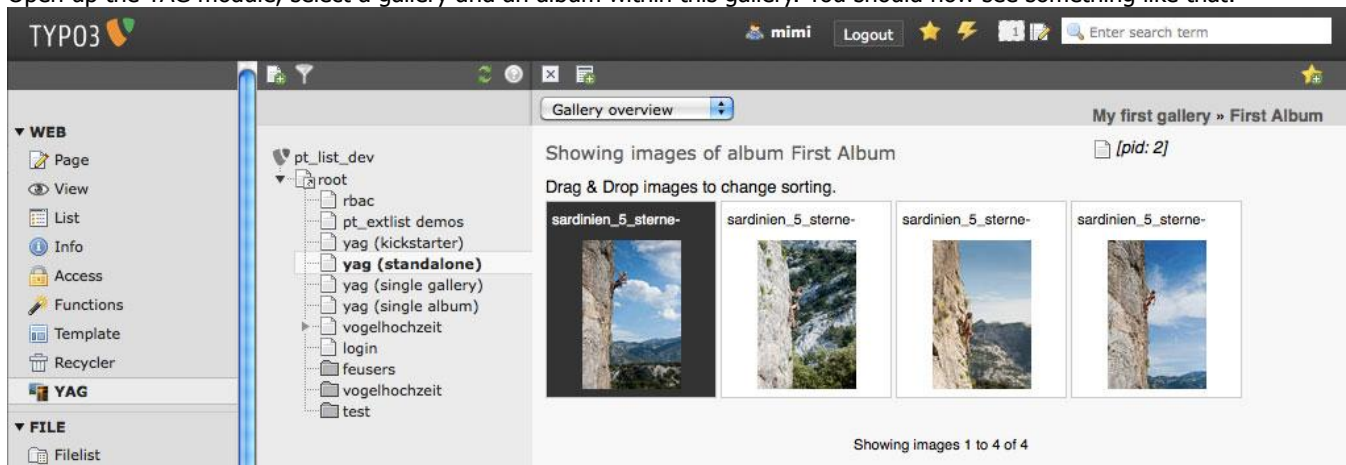 Open up the YAG module, select a gallery and an album within this gallery. You should now see something like that:
TYPO3
mimi
Logout
1
Enter search term
Gallery overview
My first gallery » First Album
[pid: 2]
WEB
Page
View
List
Info
Access
Functions
Template
Recycler
YAG
FILE
Filelist
pt_list_dev
root
rbac
pt_extlist demos
yag (kickstarter)
yag (standalone)
yag (single gallery)
yag (single album)
vogelhochzeit
login
feusers
vogelhochzeit
test
Showing images of album First Album
Drag & Drop images to change sorting.
sardinien_5_sterne-
sardinien_5_sterne-
sardinien_5_sterne-
sardinien_5_sterne-
Showing images 1 to 4 of 4